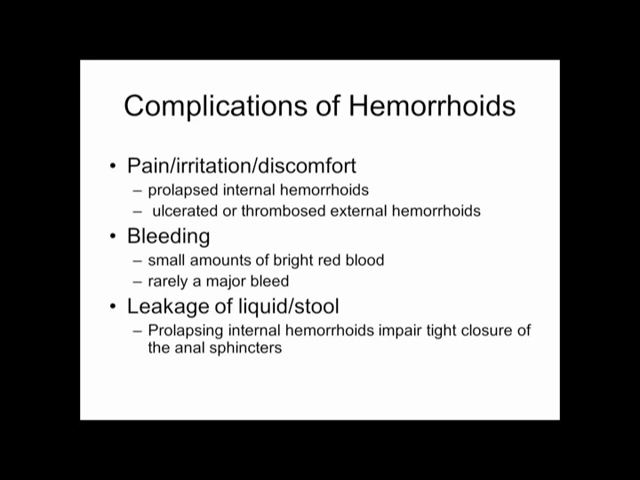 Complications of Hemorrhoids
• Pain/irritation/discomfort
– prolapsed internal hemorrhoids
– ulcerated or thrombosed external hemorrhoids
• Bleeding
– small amounts of bright red blood
– rarely a major bleed
• Leakage of liquid/stool
– Prolapsing internal hemorrhoids impair tight closure of
the anal sphincters